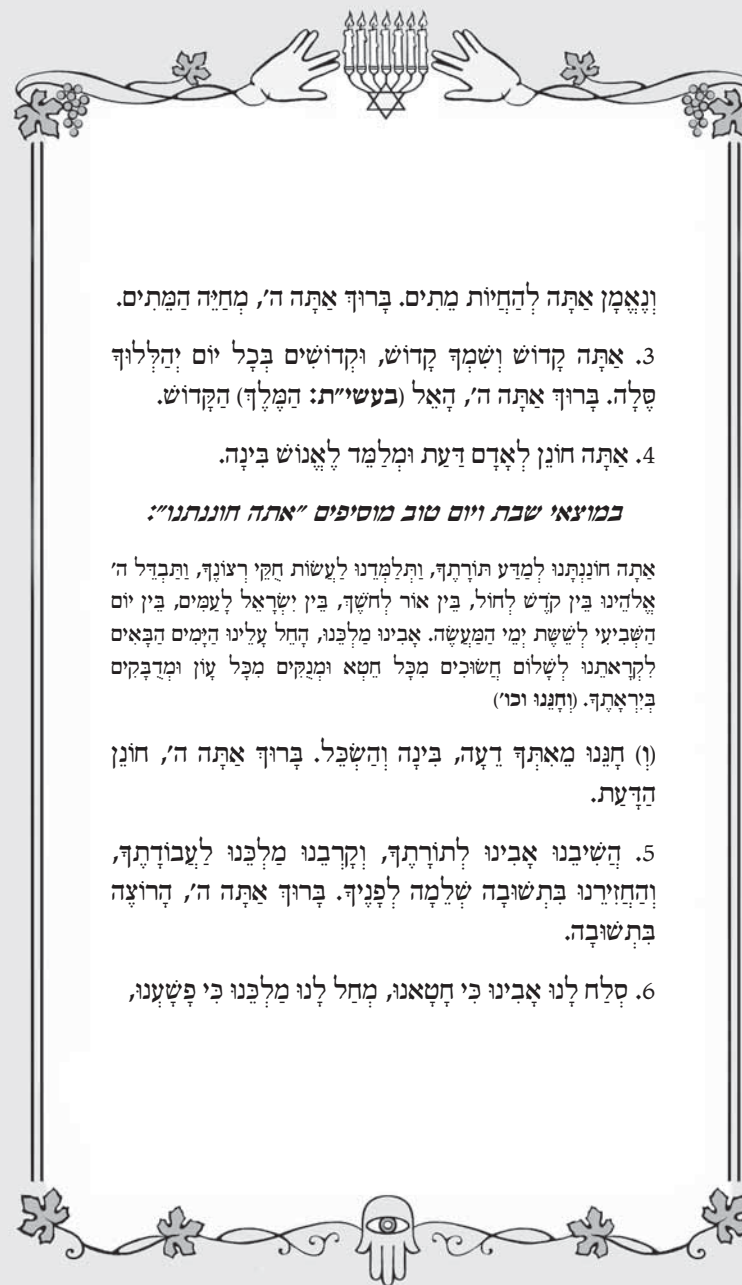 וְנֶאֱמָן אַתָּה לְהַחֲיוֹת מֵתִים. בָּרוּךְ אַתָּה ה', מְחַיֵּה הַמֵּתִים.
3. אַתָּה קָדוֹשׁ וְשִׁמְךָ קָדוֹשׁ, וּקְדוֹשִׁים בְּכָל יוֹם יְהַלְלוּךָ
סֶּלָה. בָּרוּךְ אַתָּה ה', הָאֵל (בעשי״ת: הַמֶּלֶךְ) הַקָּדוֹשׁ.
4. אַתָּה חוֹנֵן לְאָדָם דַּעַת וּמְלַמֵּד לֶאֱנוֹשׁ בִּינָה.
במוצאי שבת ויום טוב מוסיפים ״אתה חוננתנו״:
אַתָה חוֹנַנְתָּנוּ לְמַדַּע תּוֹרָתֶךָ, וַתְּלַמְּדֵנוּ לַעֲשׂוֹת חֻקֵּי רְצוֹנֶךָ, וַתַּבְדֵּל ה'
אֱלֹהֵינוּ בֵּין קֹדֶשׁ לְחוֹל, בֵּין אוֹר לְחֹשֶׁךְ, בֵּין יִשְׂרָאֵל לָעַמִּים, בֵּין יוֹם
הַשְּׁבִיעִי לְשֵׁשֶׁת יְמֵי הַמַּעֲשֶׂה. אָבִינוּ מַלְכֵּנוּ, הָחֵל עָלֵינוּ הַיָּמִים הַבָּאִים
לִקְרָאתֵנוּ לְשָׁלוֹם חֲשׂוּכִים מִכָּל חֵטְא וּמְנֻקִּים מִכָּל עָוֹן וּמְדֻבָּקִים
בְּיִרְאָתֶךָ. (וְחָנֵּנוּ וכו')
(וְ) חָנֵּנוּ מֵאִתְּךָ דֵּעָה, בִּינָה וְהַשְׂכֵּל. בָּרוּךְ אַתָּה ה', חוֹנֵן
הַדָּעַת.
5. הֲשִׁיבֵנוּ אָבִינוּ לְתוֹרָתֶךָ, וְקָרְבֵנוּ מַלְכֵּנוּ לַעֲבוֹדָתֶךָ,
וְהַחֲזִירֵנוּ בִּתְשׁוּבָה שְׁלֵמָה לְפָנֶיךָ. בָּרוּךְ אַתָּה ה', הָרוֹצֶה
בִּתְשׁוּבָה.
6. סְלַח לָנוּ אָבִינוּ כִּי חָטָאנוּ, מְחַל לָנוּ מַלְכֵּנוּ כִּי פָשָׁעְנוּ,